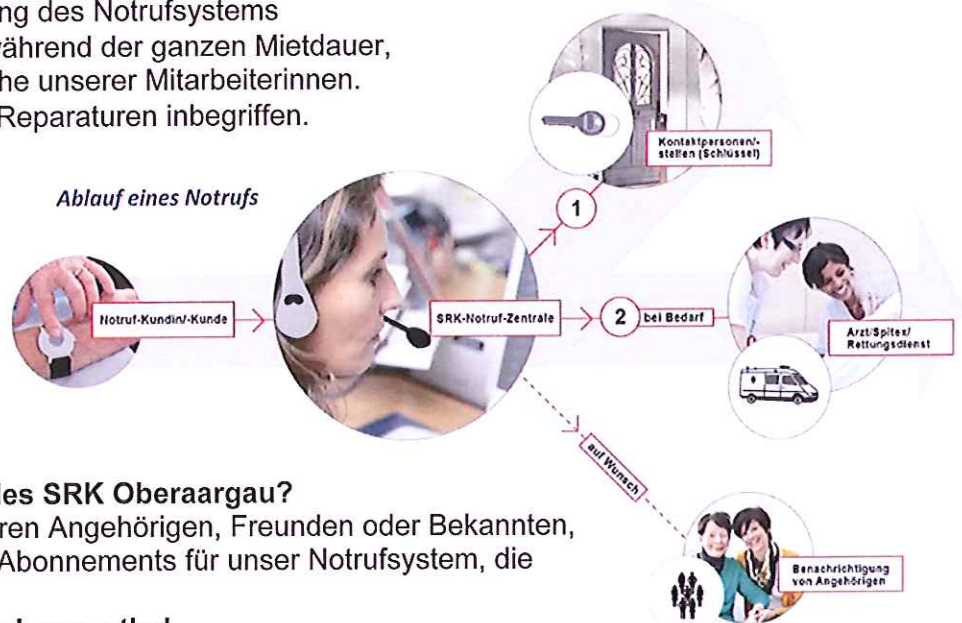 ng des Notrufsystems
während der ganzen Mietdauer,
che unserer Mitarbeiterinnen.
Reparaturen inbegriffen.
Ablauf eines Notrufs
Kontaktpersonen/-
stellen (Schlüssel)
1
Notruf-Kundin/-Kunde
SRK-Notruf-Zentrale
2
bei Bedarf
Arzt/Spitex/
Rettungsdienst
auf Wunsch
Benachrichtigung
von Angehörigen
des SRK Oberaargau?
ren Angehörigen, Freunden oder Bekannten,
Abonnements für unser Notrufsystem, die